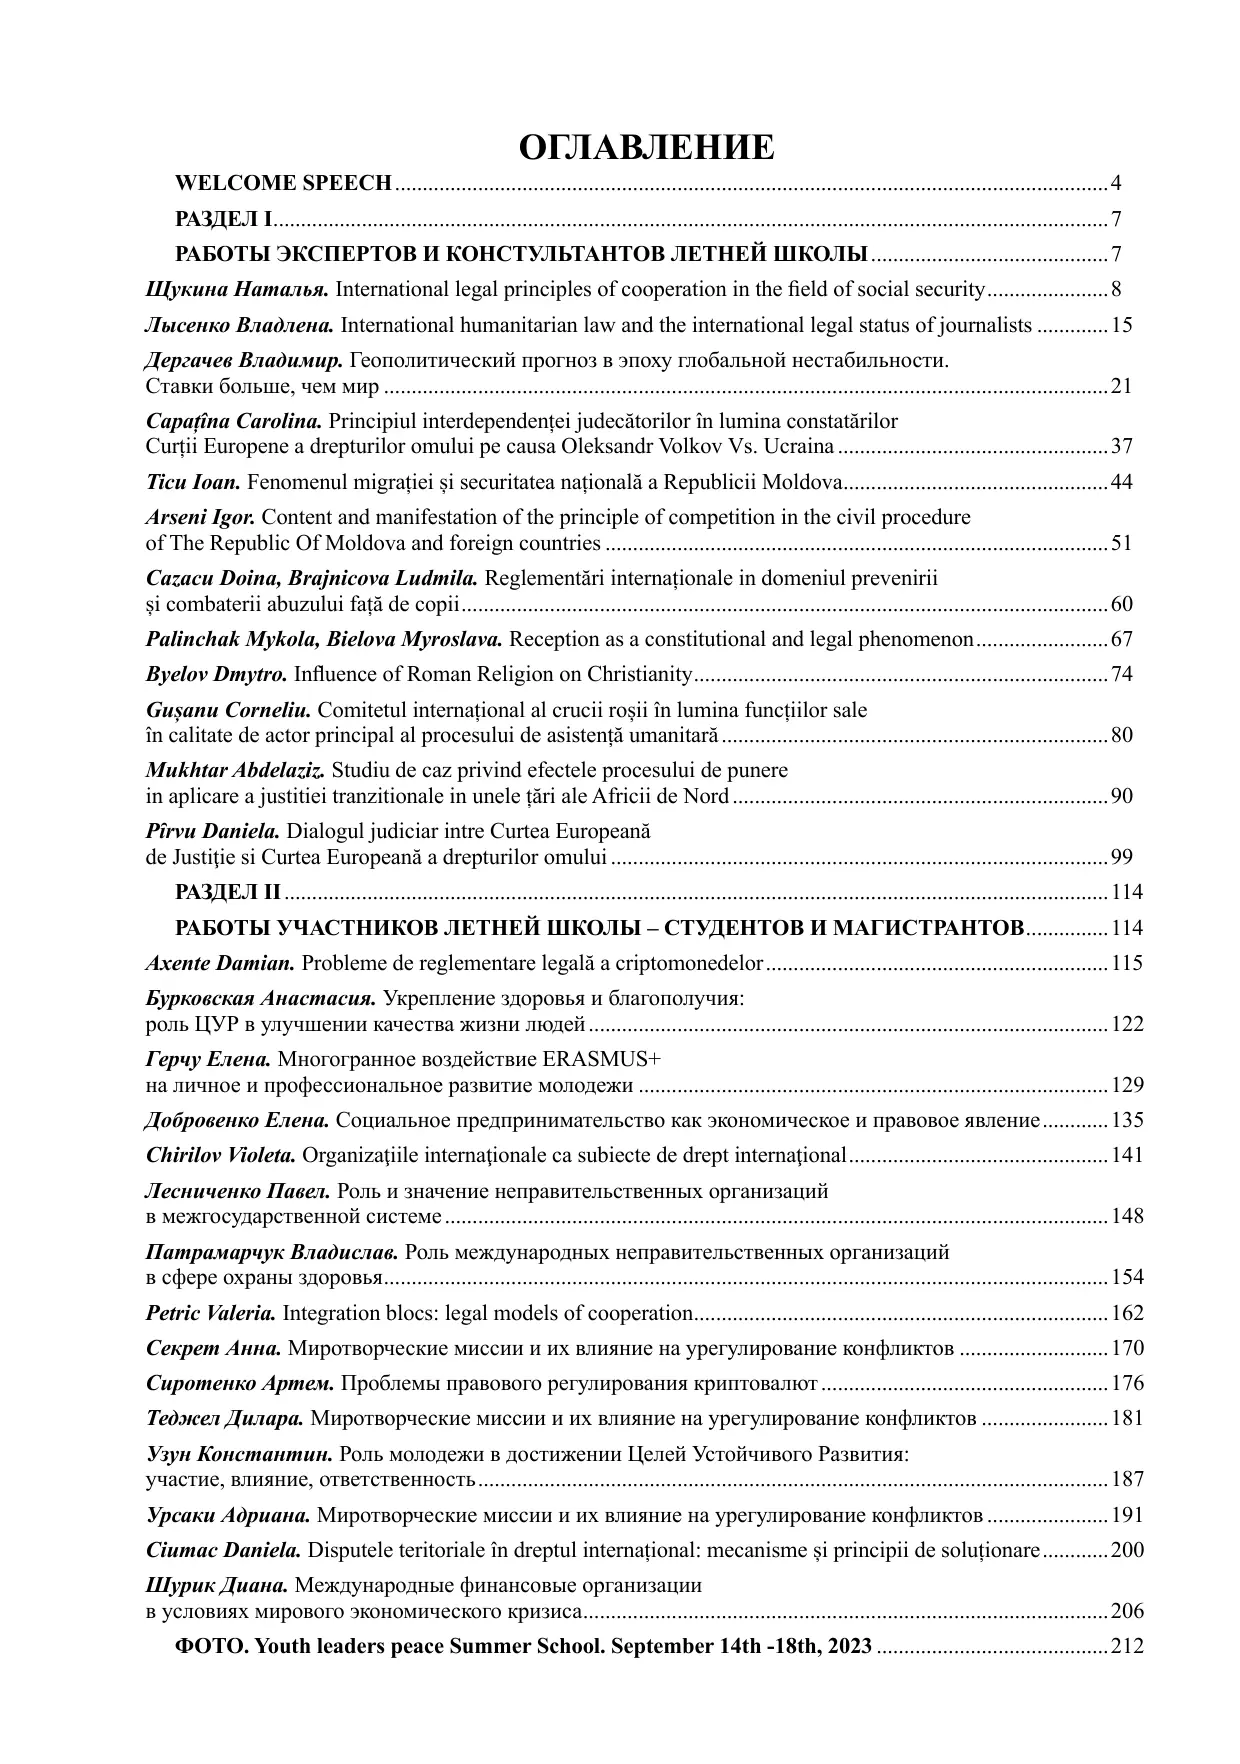 ОГЛАВЛЕНИЕ
WELCOME SPEECH 4
РАЗДЕЛ I 7
РАБОТЫ ЭКСПЕРТОВ И КОНСТУЛЬТАНТОВ ЛЕТНЕЙ ШКОЛЫ 7
Щукина Наталья. International legal principles of cooperation in the field of social security 8
Лысенко Владлена. International humanitarian law and the international legal status of journalists 15
Дергачев Владимир. Геополитический прогноз в эпоху глобальной нестабильности.
Ставки больше, чем мир 21
Capațîna Carolina. Principiul interdependenței judecătorilor în lumina constatărilor
Curții Europene a drepturilor omului pe causa Oleksandr Volkov Vs. Ucraina 37
Ticu Ioan. Fenomenul migrației și securitatea națională a Republicii Moldova 44
Arseni Igor. Content and manifestation of the principle of competition in the civil procedure
of The Republic Of Moldova and foreign countries 51
Cazacu Doina, Brajnicova Ludmila. Reglementări internaționale in domeniul prevenirii
și combaterii abuzului față de copii 60
Palinchak Mykola, Bielova Myroslava. Reception as a constitutional and legal phenomenon 67
Byelov Dmytro. Influence of Roman Religion on Christianity 74
Gușanu Corneliu. Comitetul internațional al crucii roșii în lumina funcțiilor sale
în calitate de actor principal al procesului de asistență umanitară 80
Mukhtar Abdelaziz. Studiu de caz privind efectele procesului de punere
in aplicare a justitiei tranzitionale in unele țări ale Africii de Nord 90
Pîrvu Daniela. Dialogul judiciar intre Curtea Europeană
de Justiţie si Curtea Europeană a drepturilor omului 99
РАЗДЕЛ II 114
РАБОТЫ УЧАСТНИКОВ ЛЕТНЕЙ ШКОЛЫ – СТУДЕНТОВ И МАГИСТРАНТОВ 114
Axente Damian. Probleme de reglementare legală a criptomonedelor 115
Бурковская Анастасия. Укрепление здоровья и благополучия:
роль ЦУР в улучшении качества жизни людей 122
Герчу Елена. Многогранное воздействие ERASMUS+
на личное и профессиональное развитие молодежи 129
Добровенко Елена. Социальное предпринимательство как экономическое и правовое явление 135
Chirilov Violeta. Organizaţiile internaţionale ca subiecte de drept internaţional 141
Лесниченко Павел. Роль и значение неправительственных организаций
в межгосударственной системе 148
Патрамарчук Владислав. Роль международных неправительственных организаций
в сфере охраны здоровья 154
Petric Valeria. Integration blocs: legal models of cooperation 162
Секрет Анна. Миротворческие миссии и их влияние на урегулирование конфликтов 170
Сиротенко Артем. Проблемы правового регулирования криптовалют 176
Теджел Дилара. Миротворческие миссии и их влияние на урегулирование конфликтов 181
Узун Константин. Роль молодежи в достижении Целей Устойчивого Развития:
участие, влияние, ответственность 187
Урсаки Адриана. Миротворческие миссии и их влияние на урегулирование конфликтов 191
Ciumac Daniela. Disputele teritoriale în dreptul internațional: mecanisme și principii de soluționare 200
Шурик Диана. Международные финансовые организации
в условиях мирового экономического кризиса 206
ФОТО. Youth leaders peace Summer School. September 14th -18th, 2023 212